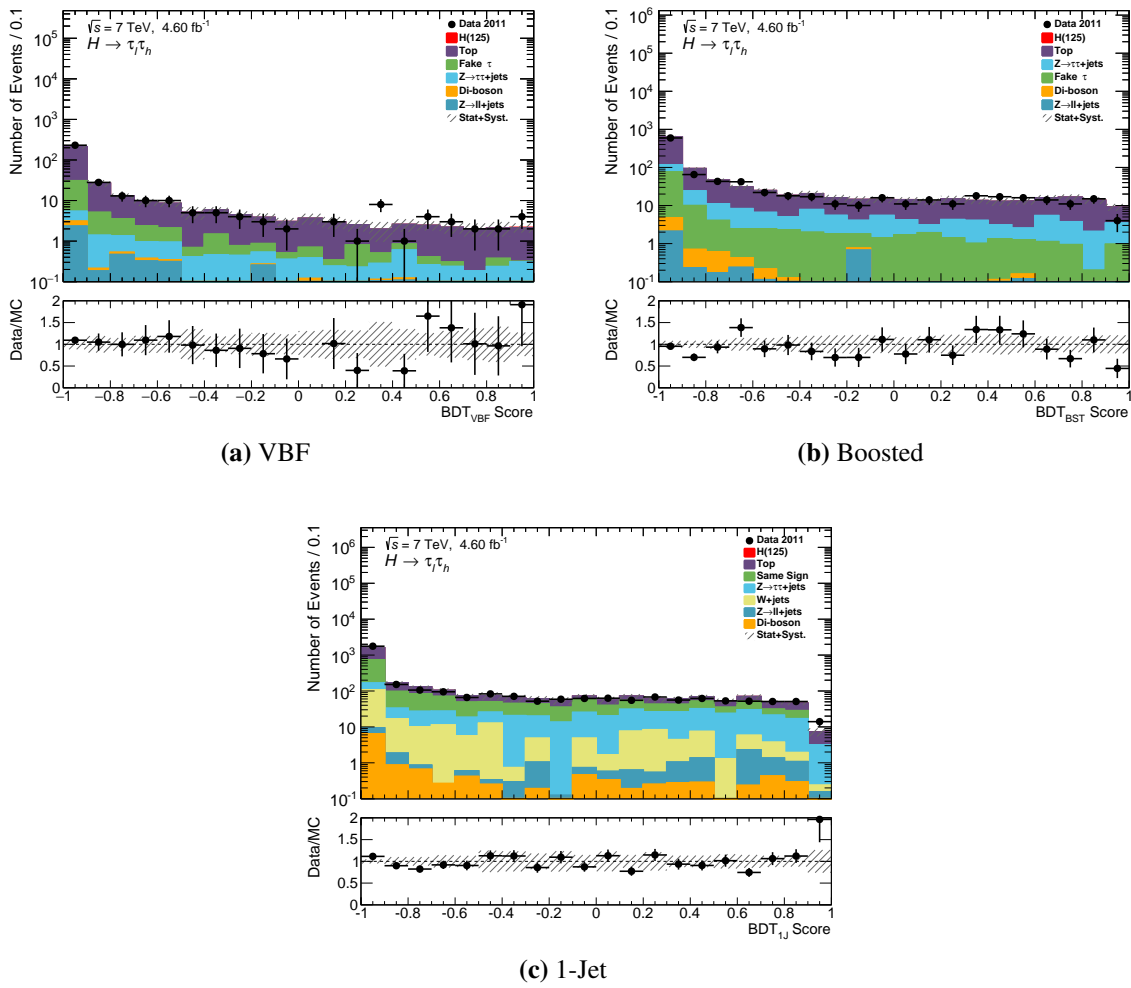 Number of Events / 0.1
√s = 7 TeV, 4.60 fb⁻¹
H → τₗτₕ
Data 2011
H(125)
Top
Fake τ
Z→ττ+jets
Di-boson
Z→ll+jets
Stat+Syst.
10⁵
10⁴
10³
10²
10
1
10⁻¹
Data/MC
2
1.5
1
0.5
0
−1 −0.8 −0.6 −0.4 −0.2 0 0.2 0.4 0.6 0.8 1
BDT_VBF Score
(a) VBF
Number of Events / 0.1
√s = 7 TeV, 4.60 fb⁻¹
H → τₗτₕ
Data 2011
H(125)
Top
Z→ττ+jets
Fake τ
Di-boson
Z→ll+jets
Stat+Syst.
10⁶
10⁵
10⁴
10³
10²
10
1
10⁻¹
Data/MC
2
1.5
1
0.5
0
-1 -0.8 -0.6 -0.4 -0.2 0 0.2 0.4 0.6 0.8 1
BDT_BST Score
(b) Boosted
Number of Events / 0.1
√s = 7 TeV, 4.60 fb⁻¹
H → τₗτₕ
Data 2011
H(125)
Top
Same Sign
Z→ττ+jets
W+jets
Z→ll+jets
Di-boson
Stat+Syst.
10⁶
10⁵
10⁴
10³
10²
10
1
10⁻¹
Data/MC
2
1.5
1
0.5
0
-1 -0.8 -0.6 -0.4 -0.2 0 0.2 0.4 0.6 0.8 1
BDT_1J Score
(c) 1-Jet